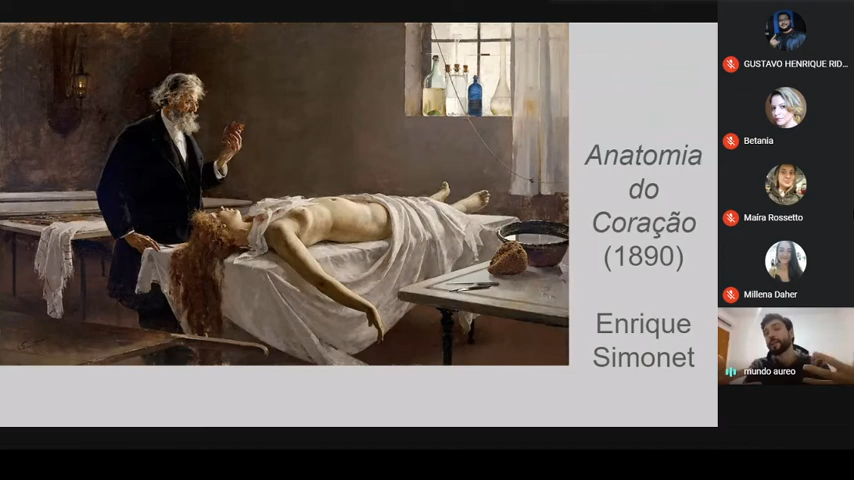 Anatomia
do
Coração
(1890)
Enrique
Simonet
GUSTAVO HENRIQUE RID...
Betania
Maíra Rossetto
Millena Daher
mundo aureo